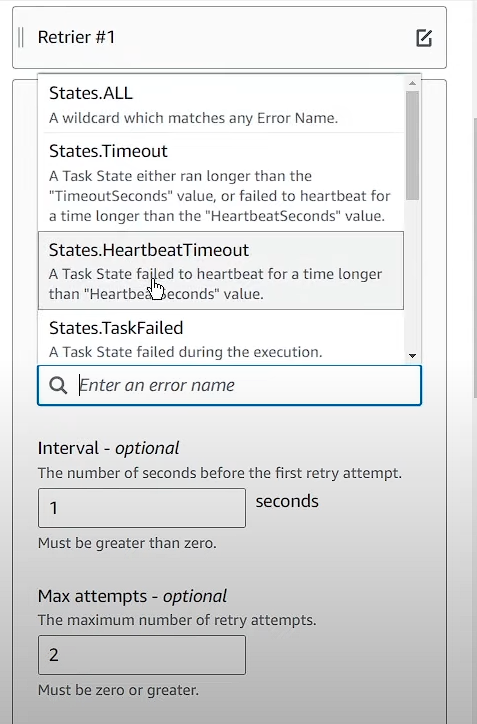 Retrier #1
States.ALL
A wildcard which matches any Error Name.
States.Timeout
A Task State either ran longer than the
"TimeoutSeconds" value, or failed to heartbeat for
a time longer than the "HeartbeatSeconds" value.
States.HeartbeatTimeout
A Task State failed to heartbeat for a time longer
than "HeartbeatSeconds" value.
States.TaskFailed
A Task State failed during the execution.
Enter an error name
Interval - optional
The number of seconds before the first retry attempt.
1 seconds
Must be greater than zero.
Max attempts - optional
The maximum number of retry attempts.
2
Must be zero or greater.